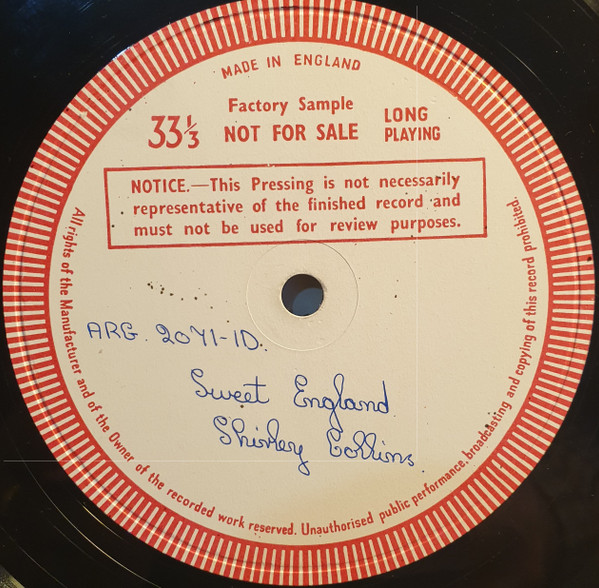 MADE IN ENGLAND
Factory Sample
33⅓ NOT FOR SALE LONG PLAYING
NOTICE.—This Pressing is not necessarily
representative of the finished record and
must not be used for review purposes.
ARG. 2071-1D.
Sweet England
Shirley Collins
All rights of the Manufacturer and of the Owner of the recorded work reserved. Unauthorised public performance, broadcasting and copying of this record prohibited.